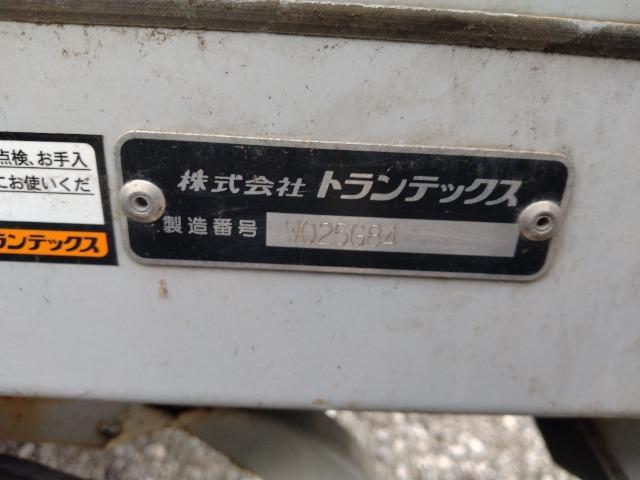 点検、お手入
にお使いくだ
ランテックス
株式会社トランテックス
製造番号 W025G84